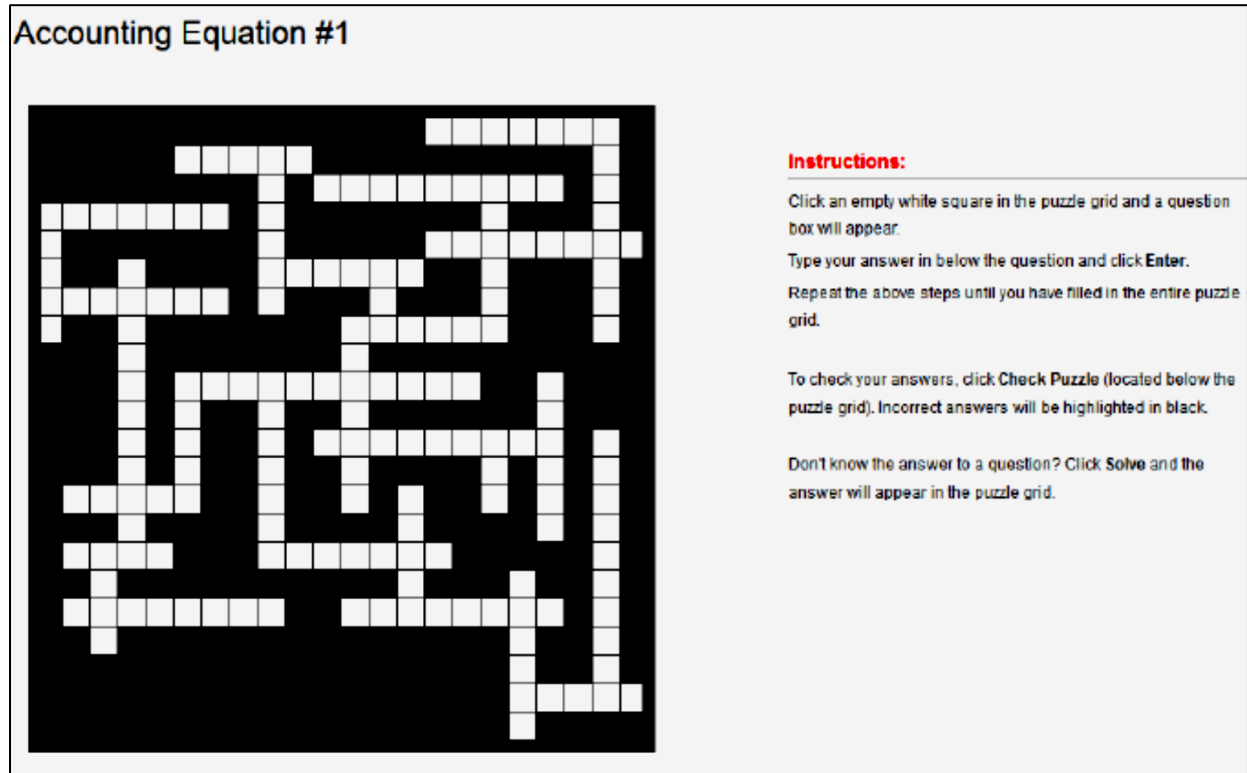 Accounting Equation #1
Instructions:
Click an empty white square in the puzzle grid and a question
box will appear.
Type your answer in below the question and click Enter.
Repeat the above steps until you have filled in the entire puzzle
grid.
To check your answers, click Check Puzzle (located below the
puzzle grid). Incorrect answers will be highlighted in black.
Don't know the answer to a question? Click Solve and the
answer will appear in the puzzle grid.